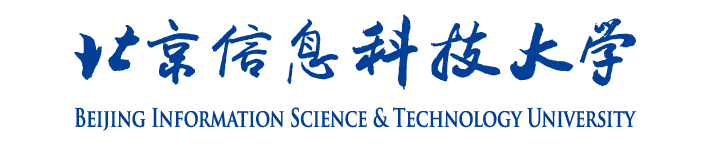 北京信息科技大学
BEIJING INFORMATION SCIENCE & TECHNOLOGY UNIVERSITY